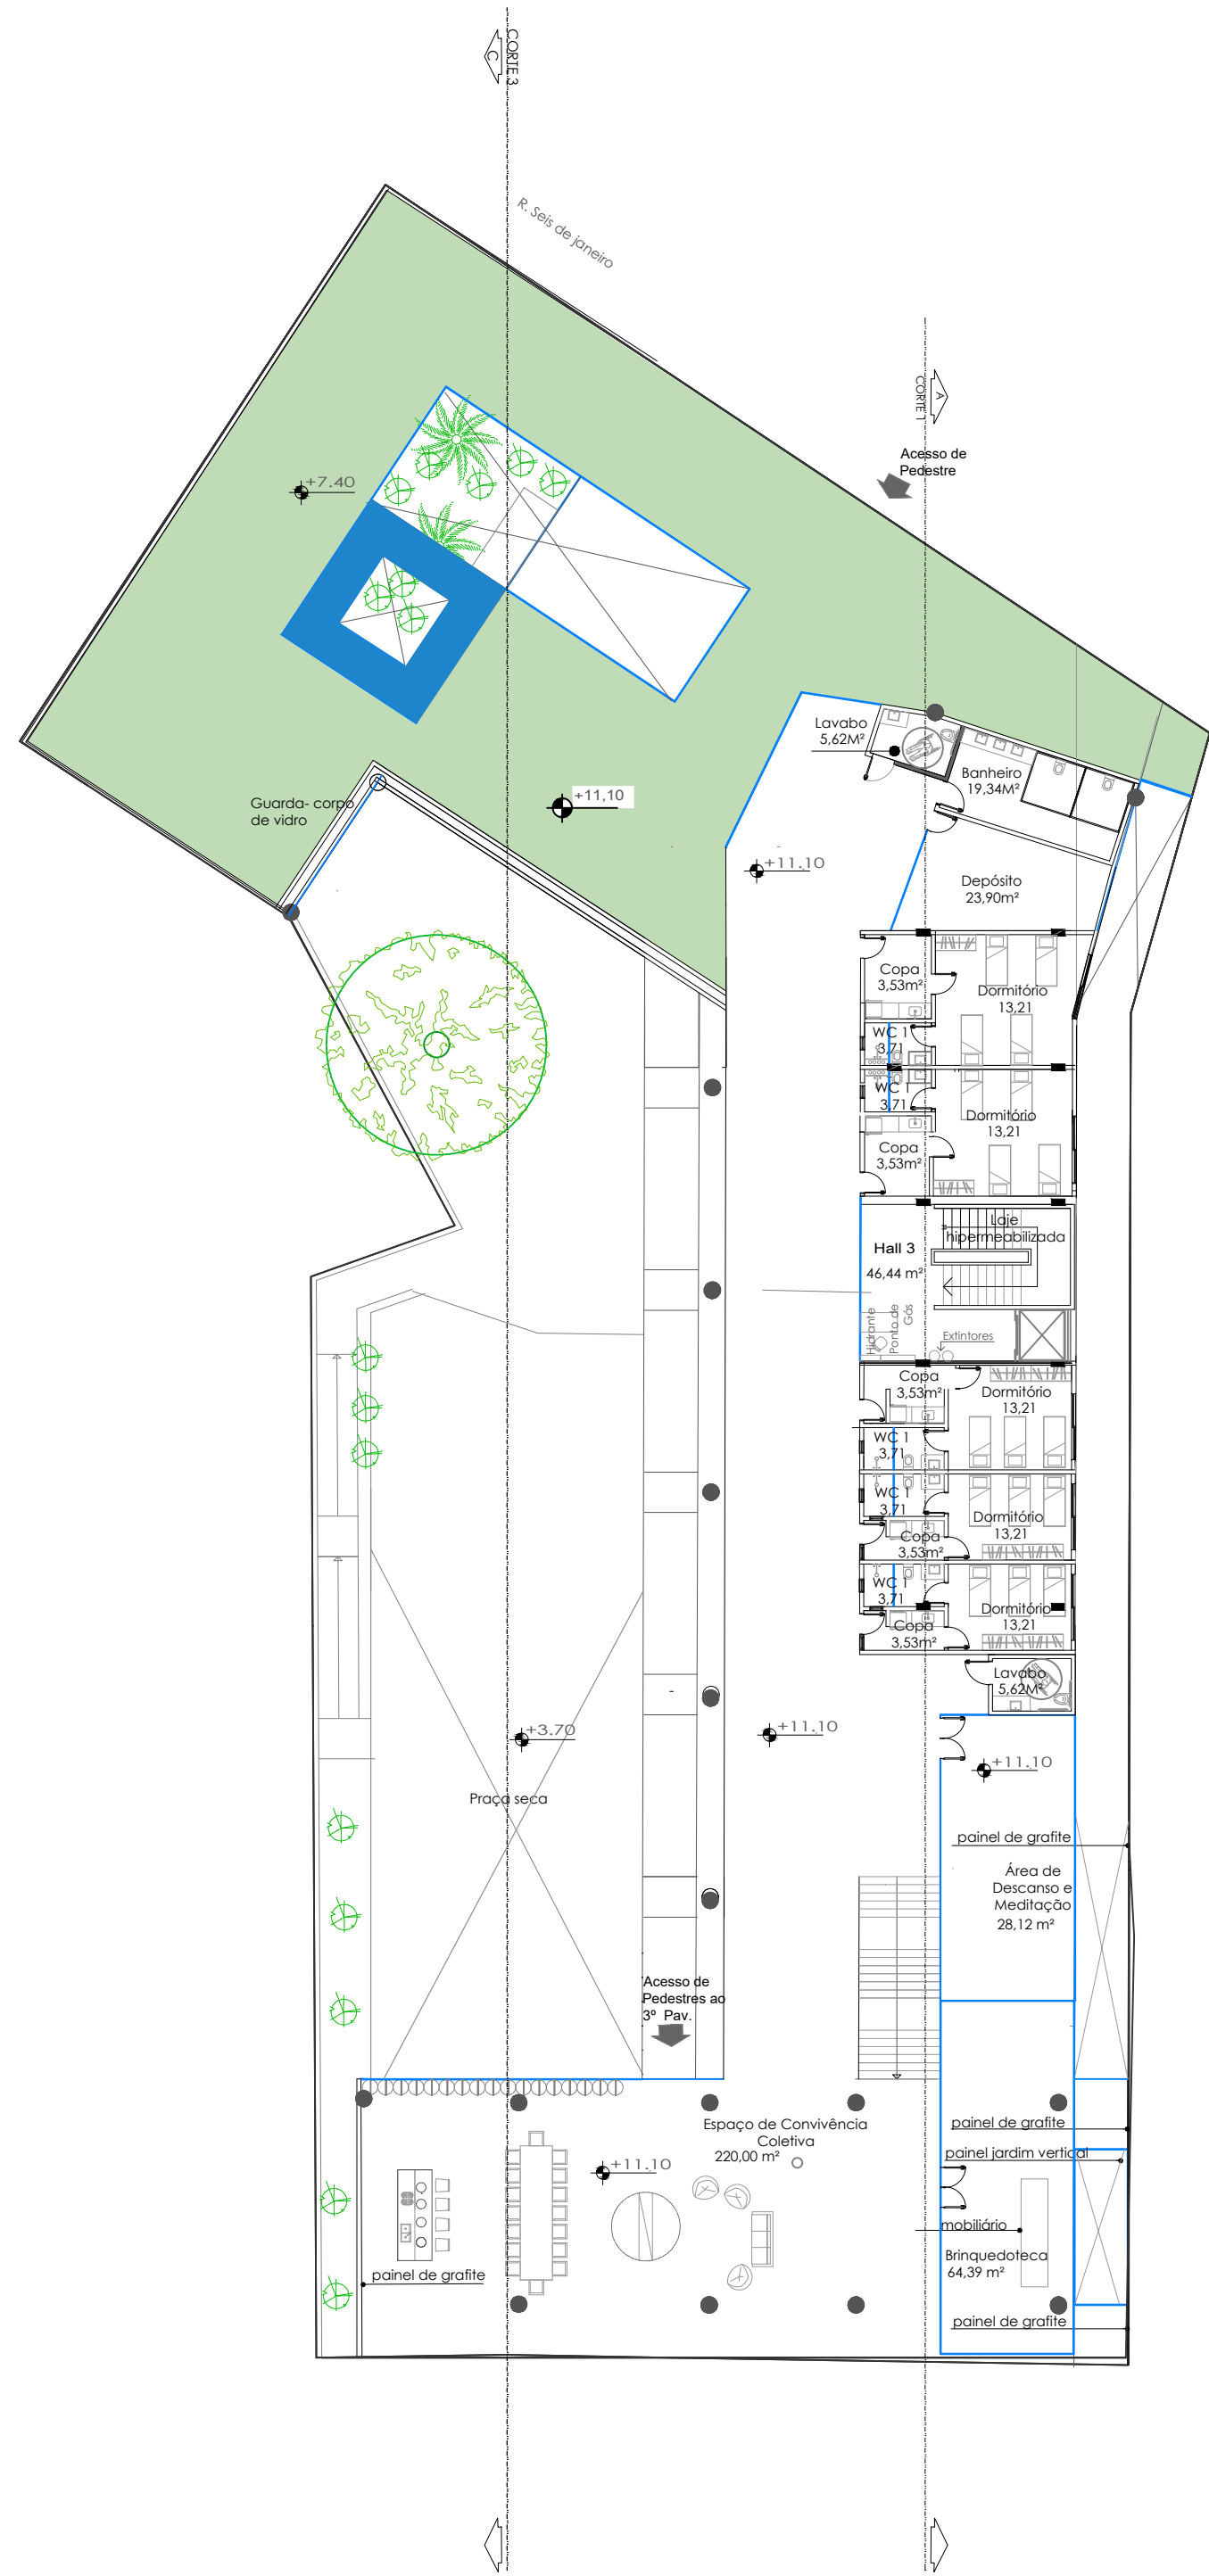 CORTE 3
C
R. Seis de janeiro
A
CORTE 1
Acesso de
Pedestre
+7.40
Lavabo
5,62M²
Banheiro
19,34M²
Guarda- corpo
de vidro
+11,10
+11.10
Depósito
23,90m²
Copa
3,53m²
Dormitório
13,21
WC 1
3,71
WC 1
3,71
Dormitório
13,21
Copa
3,53m²
Laje
hipermeabilizada
Hall 3
46,44 m²
Hidrante
Ponto de
Gás
Extintores
Copa
3,53m²
Dormitório
13,21
WC 1
3,71
WC 1
3,71
Dormitório
13,21
Copa
3,53m²
WC 1
3,71
Dormitório
13,21
Copa
3,53m²
Lavabo
5,62M²
+3.70
+11.10
+11.10
Praça seca
painel de grafite
Área de
Descanso e
Meditação
28,12 m²
Acesso de
Pedestres ao
3º Pav.
Espaço de Convivência
Coletiva
220,00 m²
painel de grafite
painel jardim vertical
+11.10
mobiliário
Brinquedoteca
64,39 m²
painel de grafite
painel de grafite